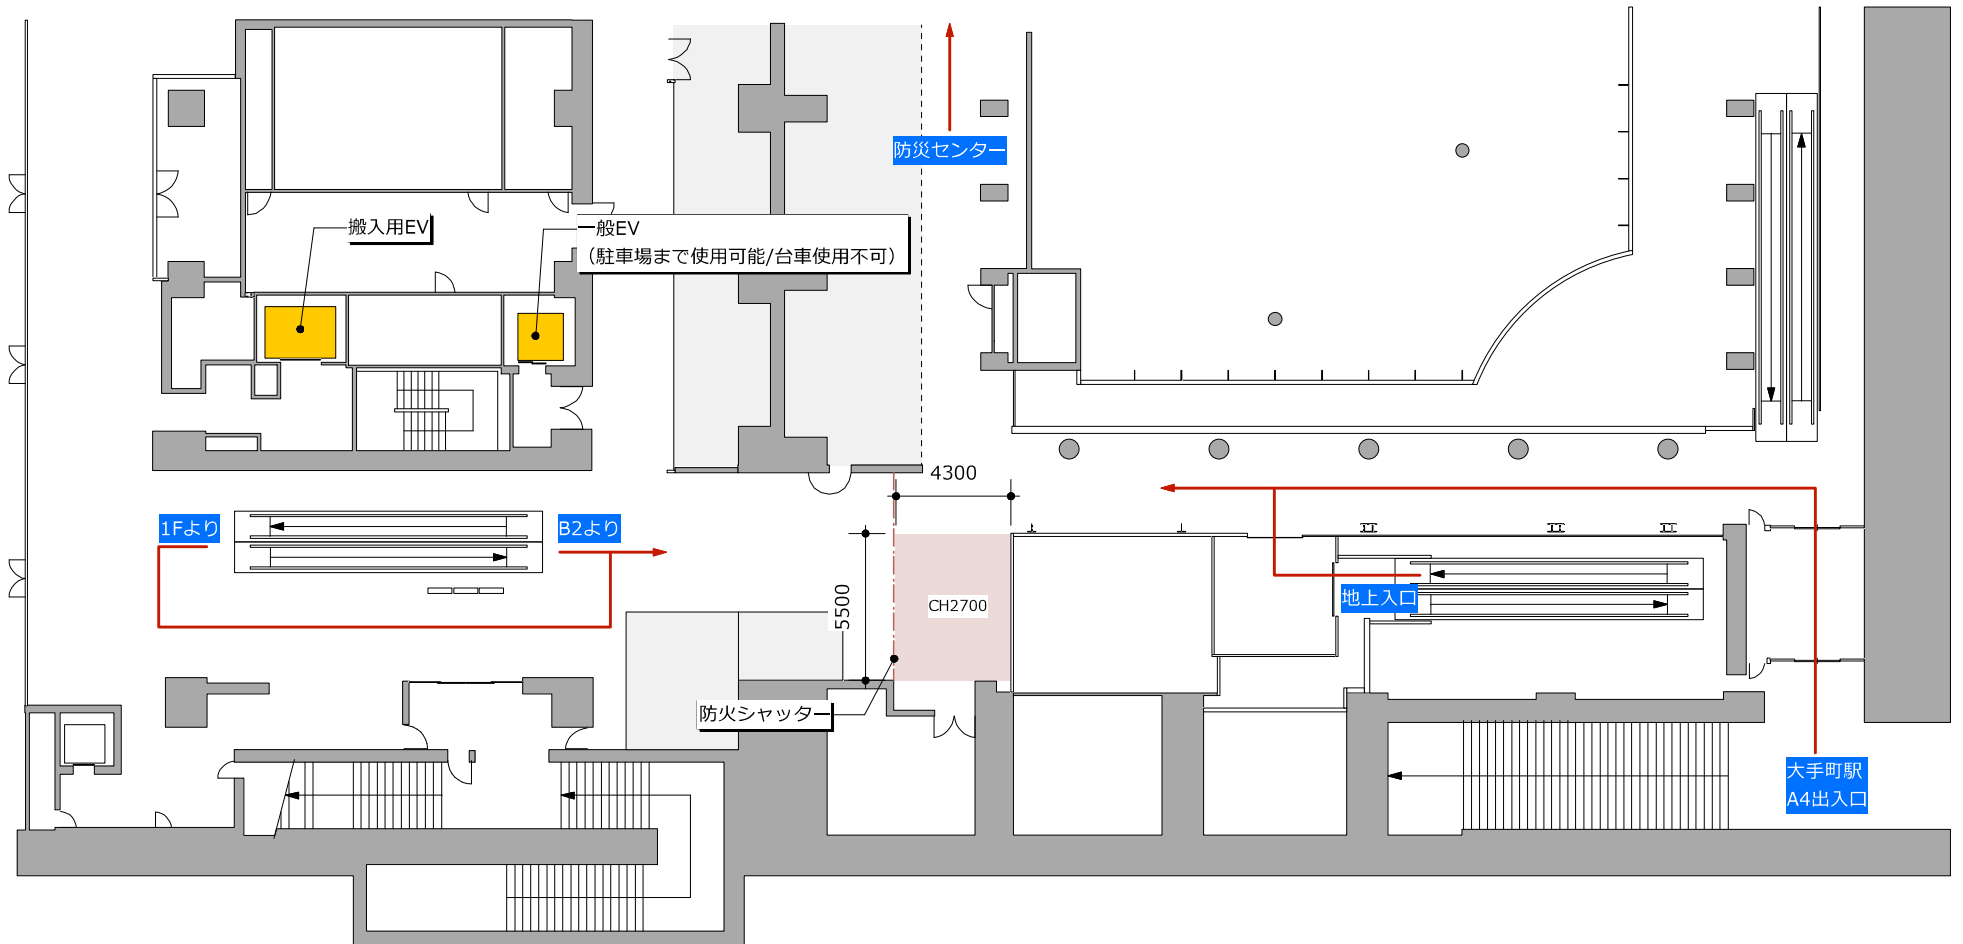 防災センター
搬入用EV
一般EV
（駐車場まで使用可能/台車使用不可）
4300
1Fより
B2より
5500
CH2700
地上入口
防火シャッター
大手町駅
A4出入口